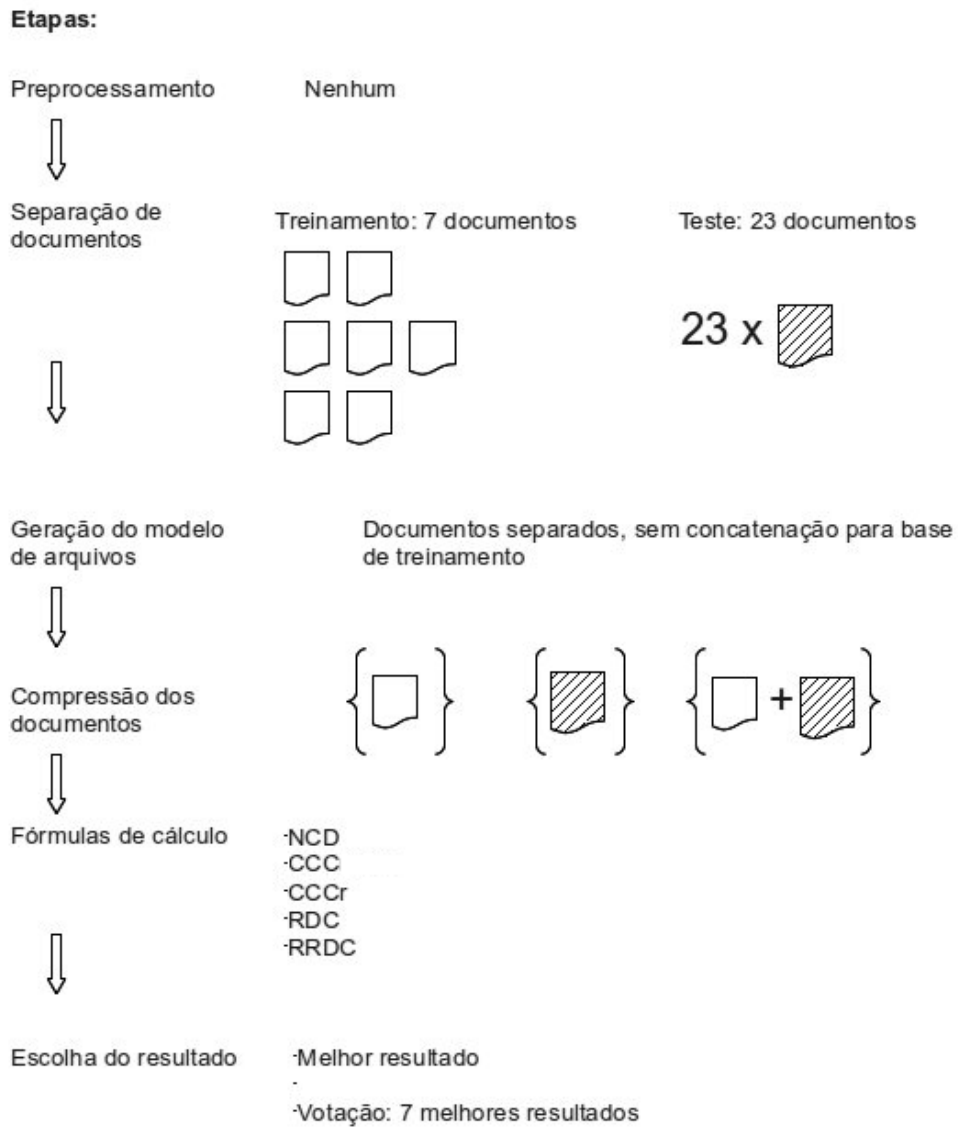 Etapas:
Preprocessamento Nenhum
Separação de
documentos
Treinamento: 7 documentos Teste: 23 documentos
23 x
Geração do modelo
de arquivos
Documentos separados, sem concatenação para base
de treinamento
Compressão dos
documentos
+
Fórmulas de cálculo
-NCD
-CCC
-CCCr
-RDC
-RRDC
Escolha do resultado
-Melhor resultado
-
-Votação: 7 melhores resultados